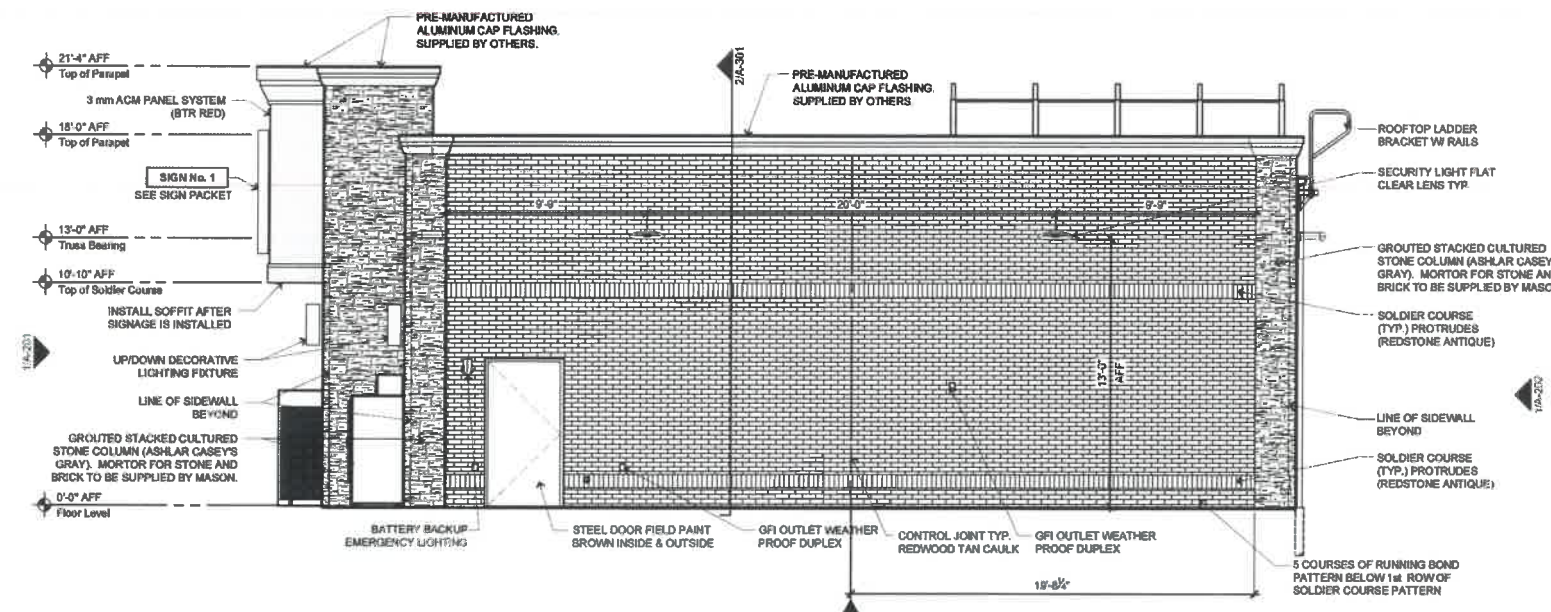 PRE-MANUFACTURED
ALUMINUM CAP FLASHING.
SUPPLIED BY OTHERS.
21'-4" AFF
Top of Parapet
3 mm ACM PANEL SYSTEM
(BTR RED)
18'-0" AFF
Top of Parapet
SIGN No. 1
SEE SIGN PACKET
13'-0" AFF
Truss Bearing
10'-10" AFF
Top of Soldier Course
INSTALL SOFFIT AFTER
SIGNAGE IS INSTALLED
1/A-201
UP/DOWN DECORATIVE
LIGHTING FIXTURE
LINE OF SIDEWALL
BEYOND
GROUTED STACKED CULTURED
STONE COLUMN (ASHLAR CASEY'S
GRAY). MORTOR FOR STONE AND
BRICK TO BE SUPPLIED BY MASON.
0'-0" AFF
Floor Level
2/A-301
PRE-MANUFACTURED
ALUMINUM CAP FLASHING.
SUPPLIED BY OTHERS
9'-9"
20'-0"
9'-9"
13'-0"
AFF
ROOFTOP LADDER
BRACKET W/ RAILS
SECURITY LIGHT FLAT
CLEAR LENS TYP
GROUTED STACKED CULTURED
STONE COLUMN (ASHLAR CASEY
GRAY). MORTOR FOR STONE AN
BRICK TO BE SUPPLIED BY MASO
SOLDIER COURSE
(TYP.) PROTRUDES
(REDSTONE ANTIQUE)
1/A-202
LINE OF SIDEWALL
BEYOND
SOLDIER COURSE
(TYP.) PROTRUDES
(REDSTONE ANTIQUE)
BATTERY BACKUP
EMERGENCY LIGHTING
STEEL DOOR FIELD PAINT
BROWN INSIDE & OUTSIDE
GFI OUTLET WEATHER
PROOF DUPLEX
CONTROL JOINT TYP.
REDWOOD TAN CAULK
GFI OUTLET WEATHER
PROOF DUPLEX
5 COURSES OF RUNNING BOND
PATTERN BELOW 1st ROW OF
SOLDIER COURSE PATTERN